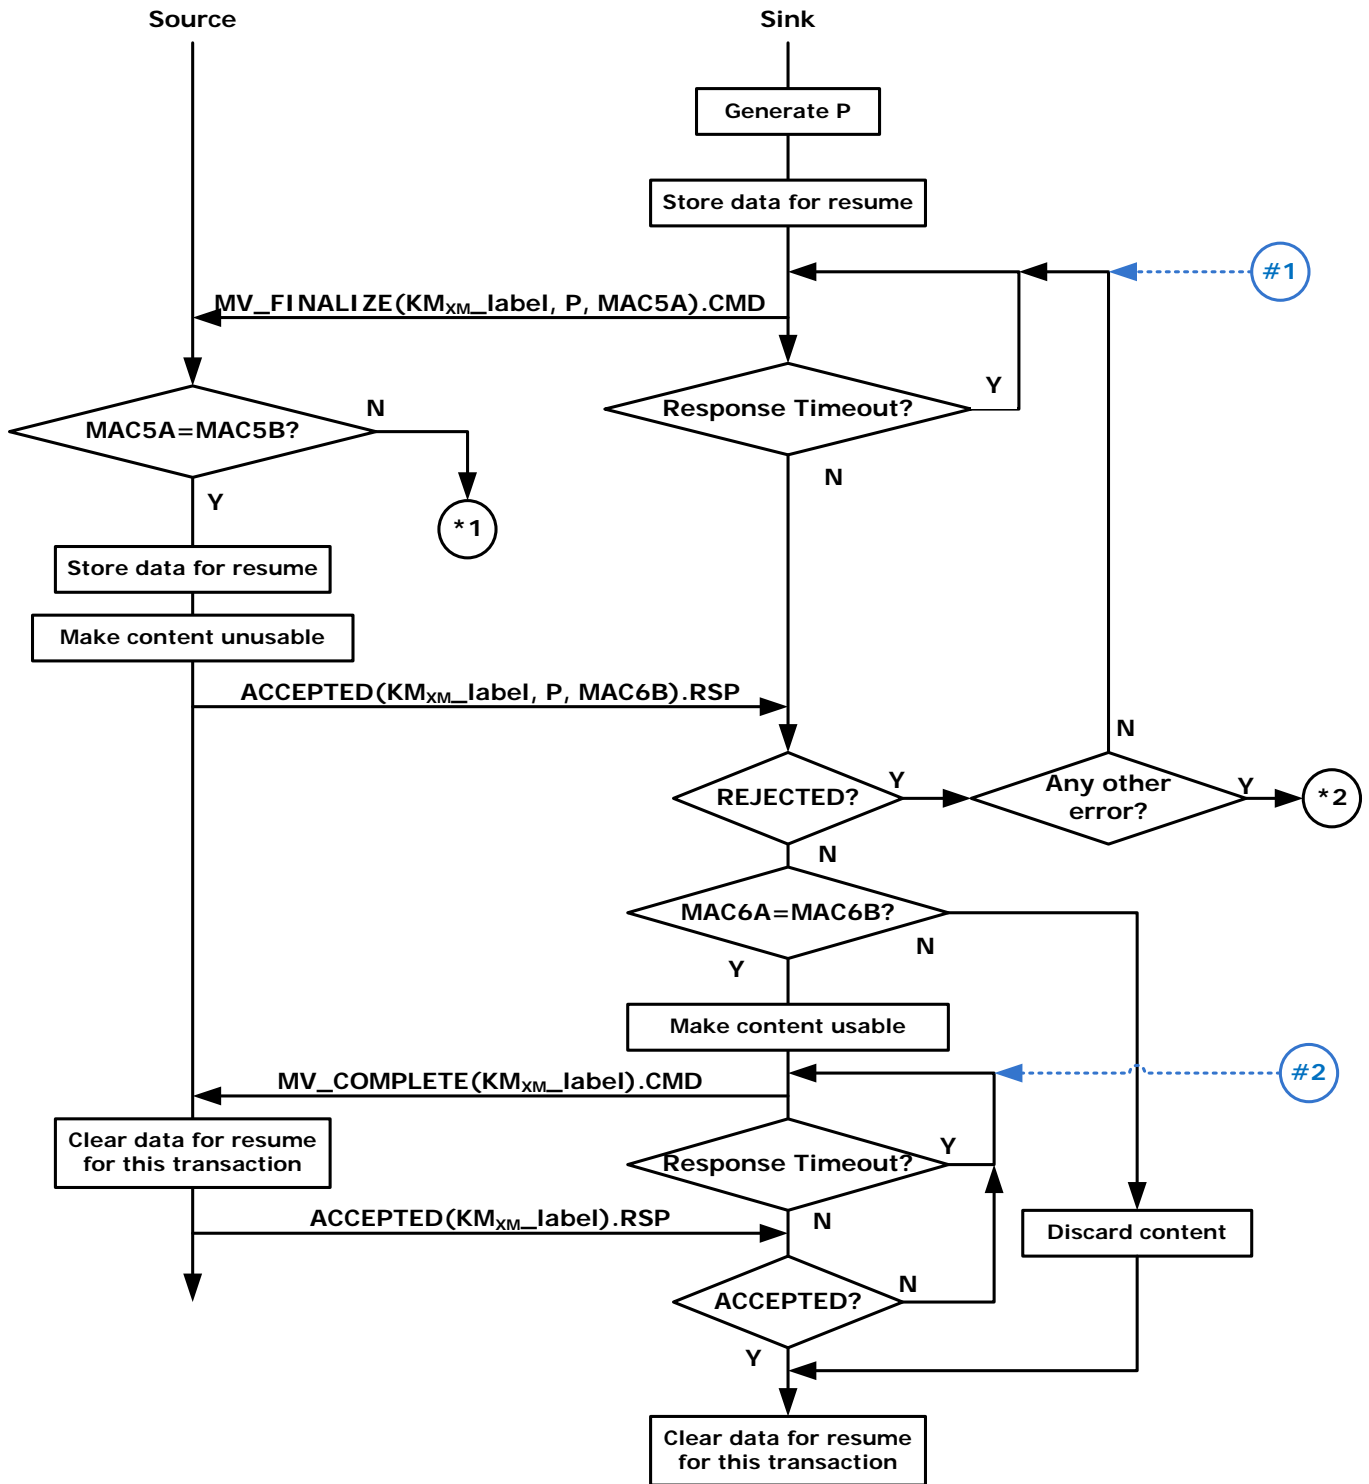 Source
Sink
Generate P
Store data for resume
#1
MV_FINALIZE(KMXM_label, P, MAC5A).CMD
Response Timeout?
Y
N
MAC5A=MAC5B?
N
Y
*1
Store data for resume
Make content unusable
ACCEPTED(KMXM_label, P, MAC6B).RSP
N
REJECTED?
Y
Any other
error?
Y
*2
N
MAC6A=MAC6B?
N
Y
Make content usable
MV_COMPLETE(KMXM_label).CMD
#2
Clear data for resume
for this transaction
Response Timeout?
Y
N
ACCEPTED(KMXM_label).RSP
Discard content
ACCEPTED?
N
Y
Clear data for resume
for this transaction